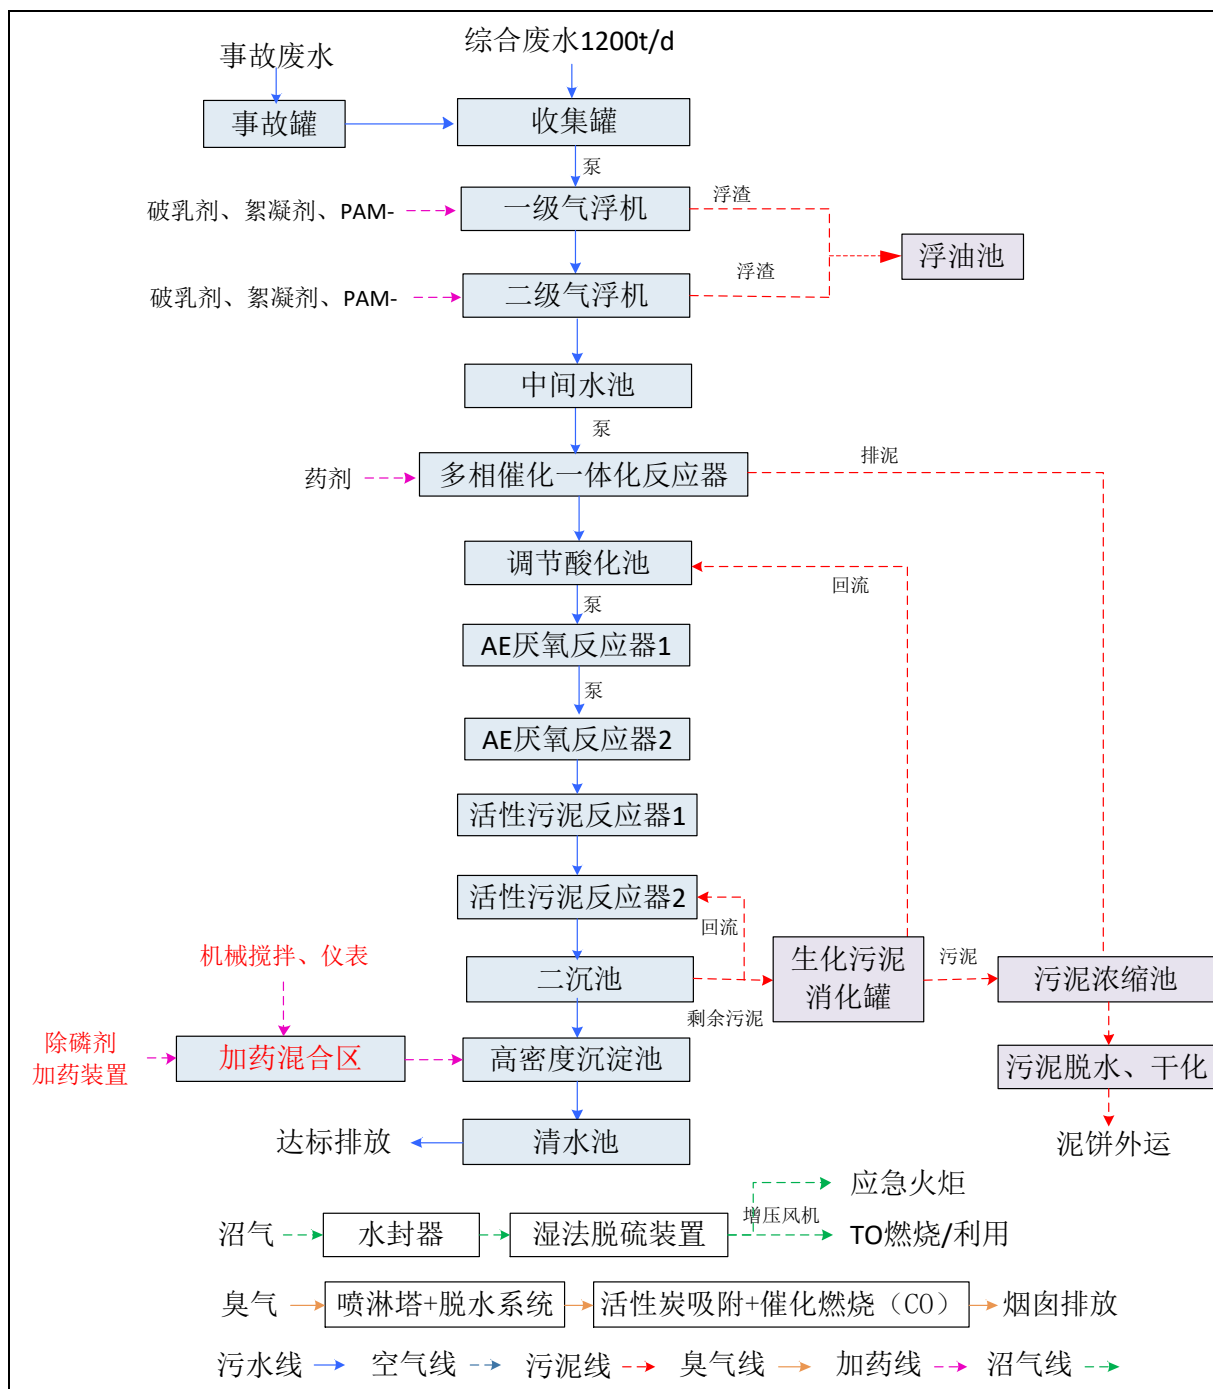 综合废水1200t/d
事故废水
事故罐
收集罐
泵
破乳剂、絮凝剂、PAM-
一级气浮机
浮渣
浮油池
破乳剂、絮凝剂、PAM-
二级气浮机
浮渣
中间水池
泵
药剂
多相催化一体化反应器
排泥
调节酸化池
回流
泵
AE厌氧反应器1
泵
AE厌氧反应器2
活性污泥反应器1
活性污泥反应器2
回流
机械搅拌、仪表
二沉池
剩余污泥
生化污泥
消化罐
污泥
污泥浓缩池
除磷剂
加药装置
加药混合区
高密度沉淀池
污泥脱水、干化
达标排放
清水池
泥饼外运
应急火炬
沼气
水封器
湿法脱硫装置
增压风机
TO燃烧/利用
臭气
喷淋塔+脱水系统
活性炭吸附+催化燃烧（CO）
烟囱排放
污水线
空气线
污泥线
臭气线
加药线
沼气线